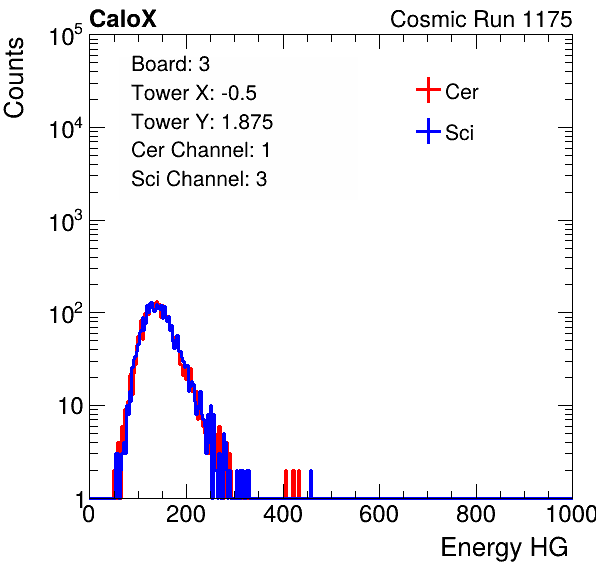 CaloX
Cosmic Run 1175
Counts
10^5
10^4
10^3
10^2
10
1
Board: 3
Tower X: -0.5
Tower Y: 1.875
Cer Channel: 1
Sci Channel: 3
Cer
Sci
0 200 400 600 800 1000
Energy HG